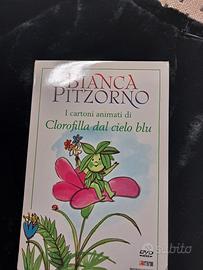 BIANCA
PITZORNO
I cartoni animati di
Clorofilla dal cielo blu
DVD
subito